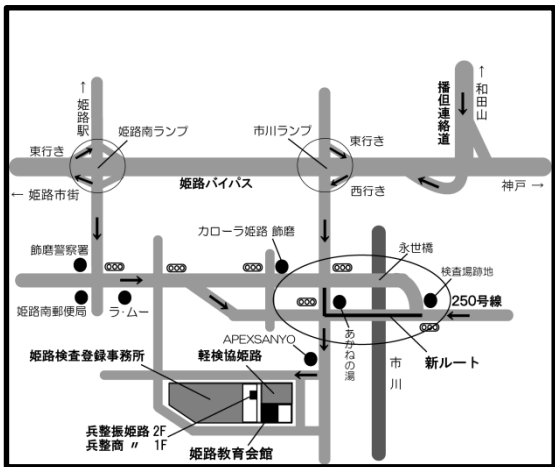 ↑
和田山
播但連絡道
↑
姫路駅
姫路南ランプ
市川ランプ
東行き
東行き
姫路バイパス
西行き
← 姫路市街
神戸 →
カローラ姫路 飾磨
永世橋
飾磨警察署
検査場跡地
250号線
姫路南郵便局
ラ・ムー
あかねの湯
APEXSANYO
新ルート
市川
姫路検査登録事務所
軽検協姫路
兵整振姫路 2F
兵整商 〃 1F
姫路教育会館